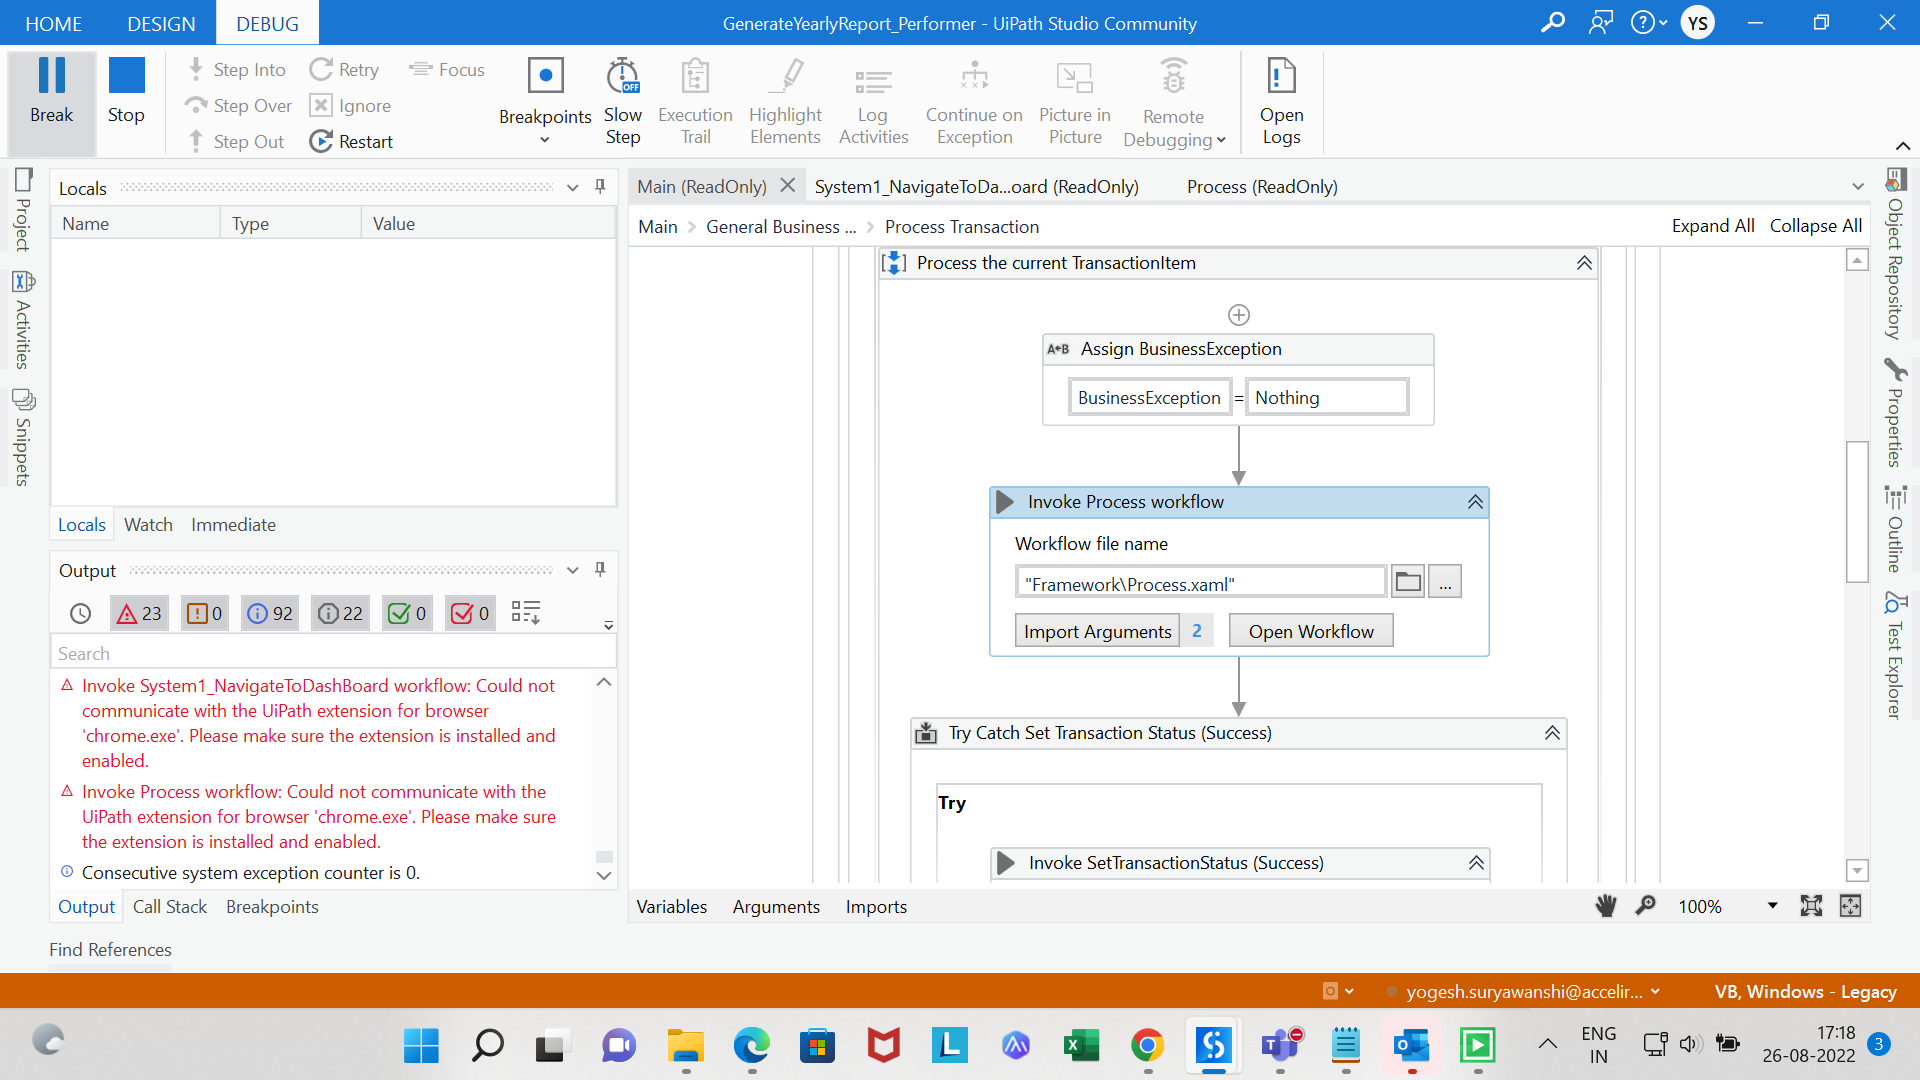 HOME DESIGN DEBUG
GenerateYearlyReport_Performer - UiPath Studio Community
YS
Break
Stop
Step Into
Step Over
Step Out
Retry
Ignore
Restart
Focus
Breakpoints
Slow
Step
OFF
Execution
Trail
Highlight
Elements
Log
Activities
Continue on
Exception
Picture in
Picture
Remote
Debugging
Open
Logs
Project
Activities
Snippets
Locals
Name Type Value
Locals Watch Immediate
Output
23 0 92 22 0 0
Search
Invoke System1_NavigateToDashBoard workflow: Could not
communicate with the UiPath extension for browser
'chrome.exe'. Please make sure the extension is installed and
enabled.
Invoke Process workflow: Could not communicate with the
UiPath extension for browser 'chrome.exe'. Please make sure
the extension is installed and enabled.
Consecutive system exception counter is 0.
Output Call Stack Breakpoints
Find References
Main (ReadOnly) System1_NavigateToDa...oard (ReadOnly) Process (ReadOnly)
Main General Business ... Process Transaction
Expand All Collapse All
Process the current TransactionItem
A+B Assign BusinessException
BusinessException = Nothing
Invoke Process workflow
Workflow file name
"Framework\Process.xaml"
...
Import Arguments 2 Open Workflow
Try Catch Set Transaction Status (Success)
Try
Invoke SetTransactionStatus (Success)
Variables Arguments Imports
100%
Object Repository
Properties
Outline
Test Explorer
yogesh.suryawanshi@accelir...
VB, Windows - Legacy
ENG
IN
17:18
26-08-2022
3